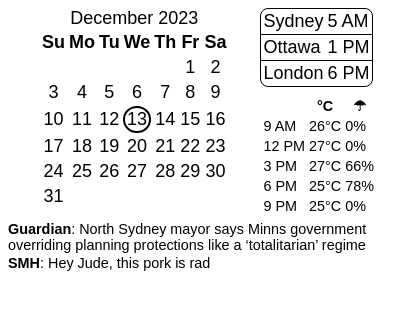 December 2023
Su Mo Tu We Th Fr Sa
1 2
3 4 5 6 7 8 9
10 11 12 13 14 15 16
17 18 19 20 21 22 23
24 25 26 27 28 29 30
31
Sydney 5 AM
Ottawa 1 PM
London 6 PM
°C ☂
9 AM 26°C 0%
12 PM 27°C 0%
3 PM 27°C 66%
6 PM 25°C 78%
9 PM 25°C 0%
Guardian: North Sydney mayor says Minns government
overriding planning protections like a ‘totalitarian’ regime
SMH: Hey Jude, this pork is rad